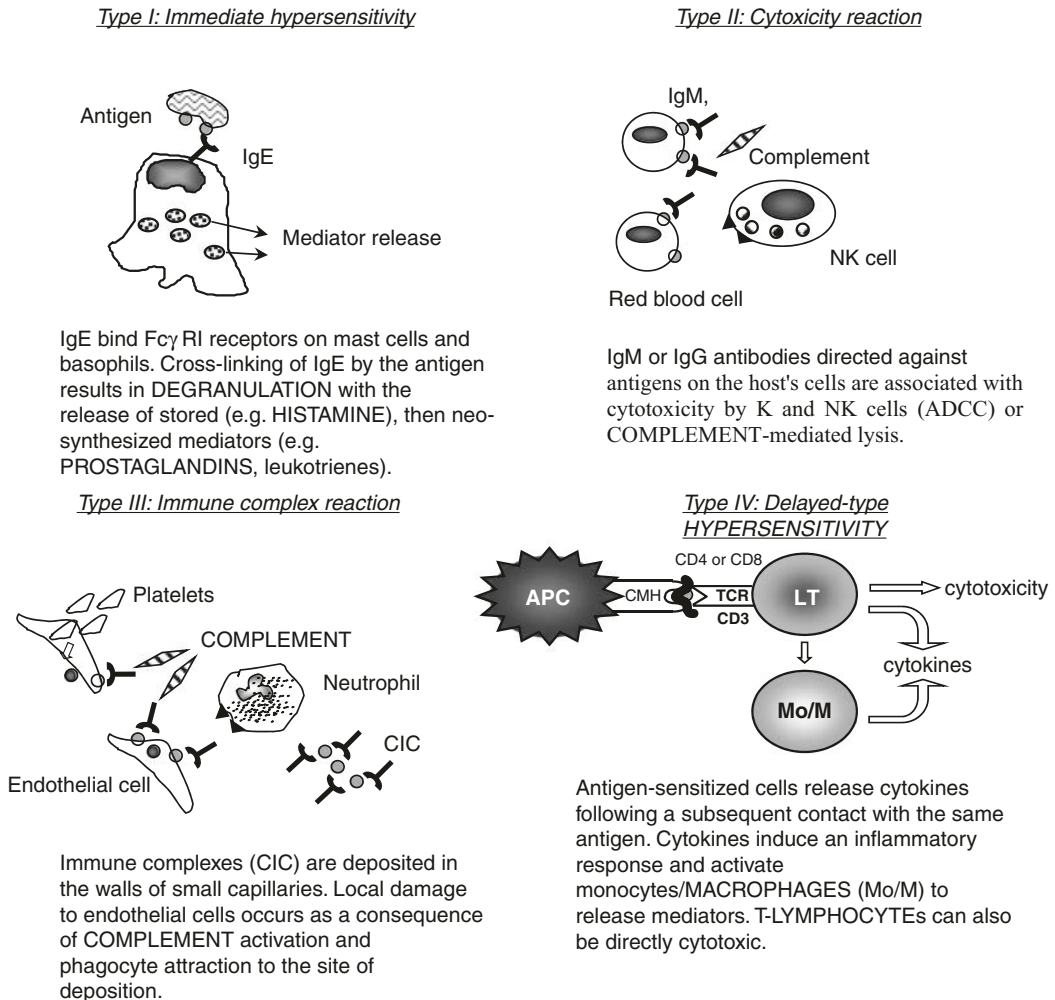 Type I: Immediate hypersensitivity
Antigen
IgE
Mediator release
IgE bind Fcγ RI receptors on mast cells and
basophils. Cross-linking of IgE by the antigen
results in DEGRANULATION with the
release of stored (e.g. HISTAMINE), then neo-
synthesized mediators (e.g.
PROSTAGLANDINS, leukotrienes).
Type II: Cytoxicity reaction
IgM,
Complement
NK cell
Red blood cell
IgM or IgG antibodies directed against
antigens on the host's cells are associated with
cytotoxicity by K and NK cells (ADCC) or
COMPLEMENT-mediated lysis.
Type III: Immune complex reaction
Platelets
COMPLEMENT
Neutrophil
CIC
Endothelial cell
Immune complexes (CIC) are deposited in
the walls of small capillaries. Local damage
to endothelial cells occurs as a consequence
of COMPLEMENT activation and
phagocyte attraction to the site of
deposition.
Type IV: Delayed-type
HYPERSENSITIVITY
CD4 or CD8
APC
CMH
TCR
CD3
LT
cytotoxicity
cytokines
Mo/M
Antigen-sensitized cells release cytokines
following a subsequent contact with the same
antigen. Cytokines induce an inflammatory
response and activate
monocytes/MACROPHAGES (Mo/M) to
release mediators. T-LYMPHOCYTEs can also
be directly cytotoxic.